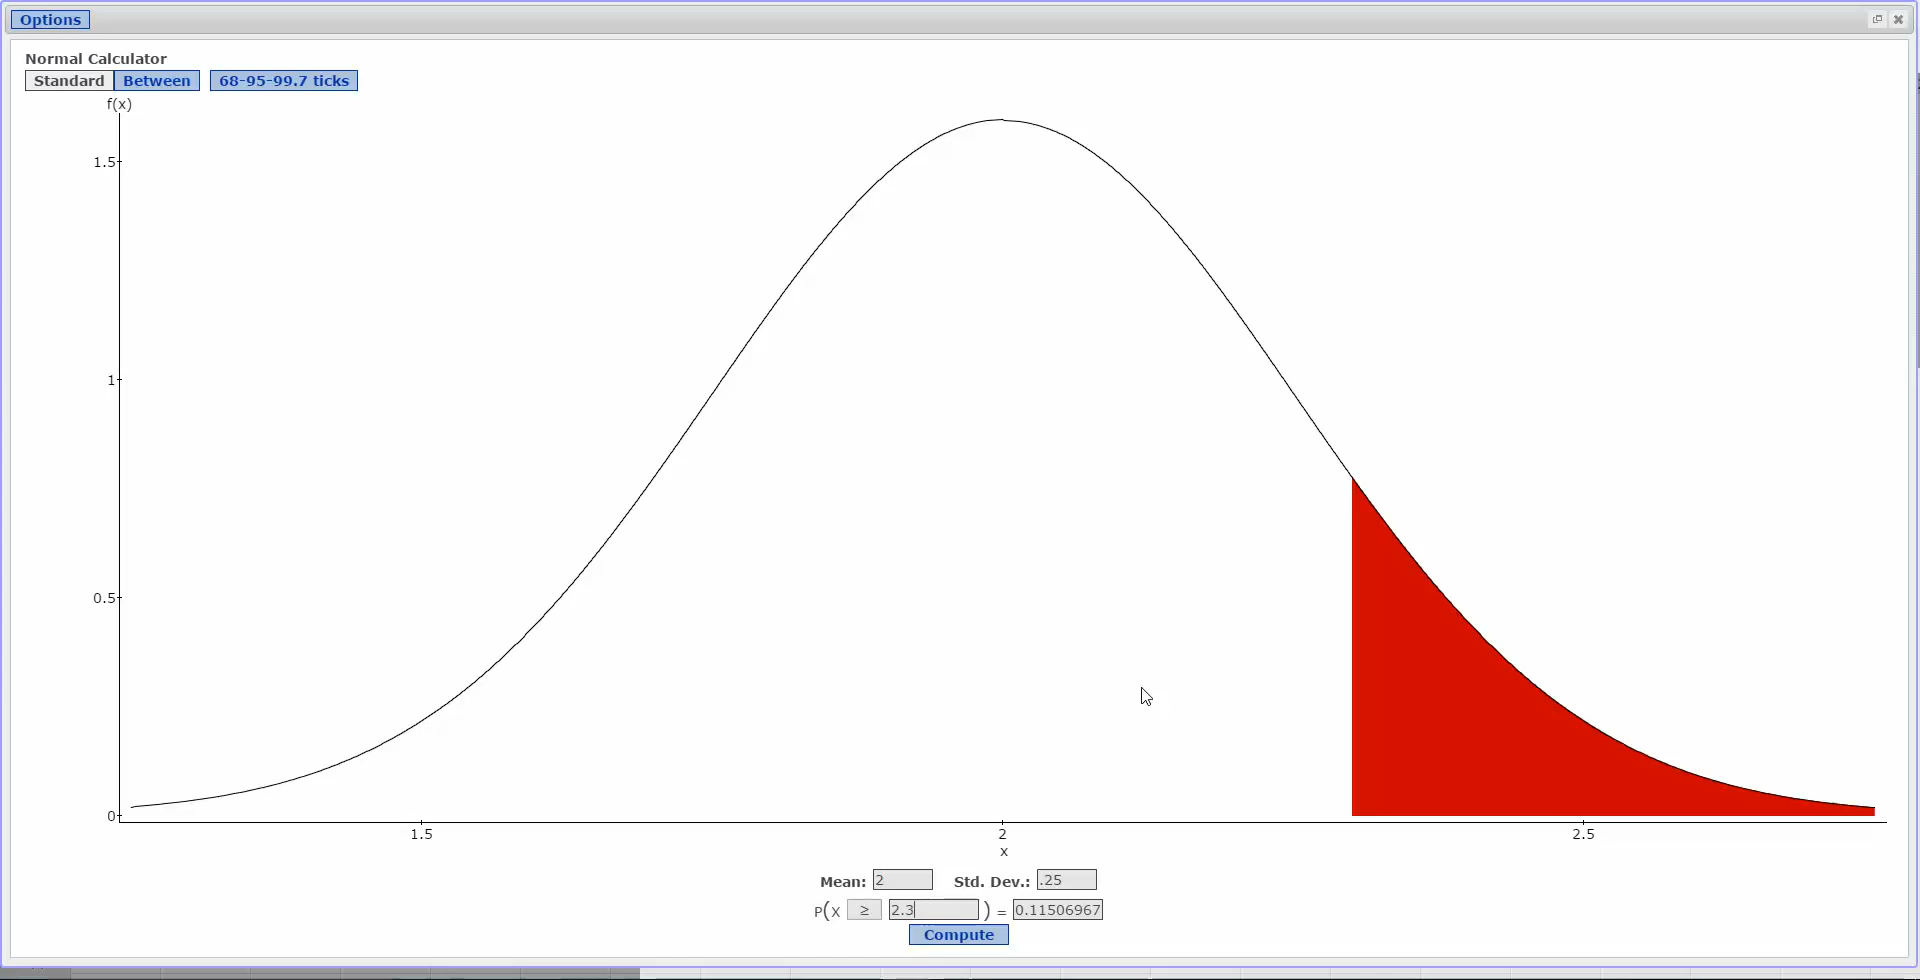 Options
Normal Calculator
Standard Between 68-95-99.7 ticks
f(x)
1.5
1
0.5
0
1.5 2 2.5
x
Mean: 2 Std. Dev.: .25
P(X ≥ 2.3) = 0.11506967
Compute